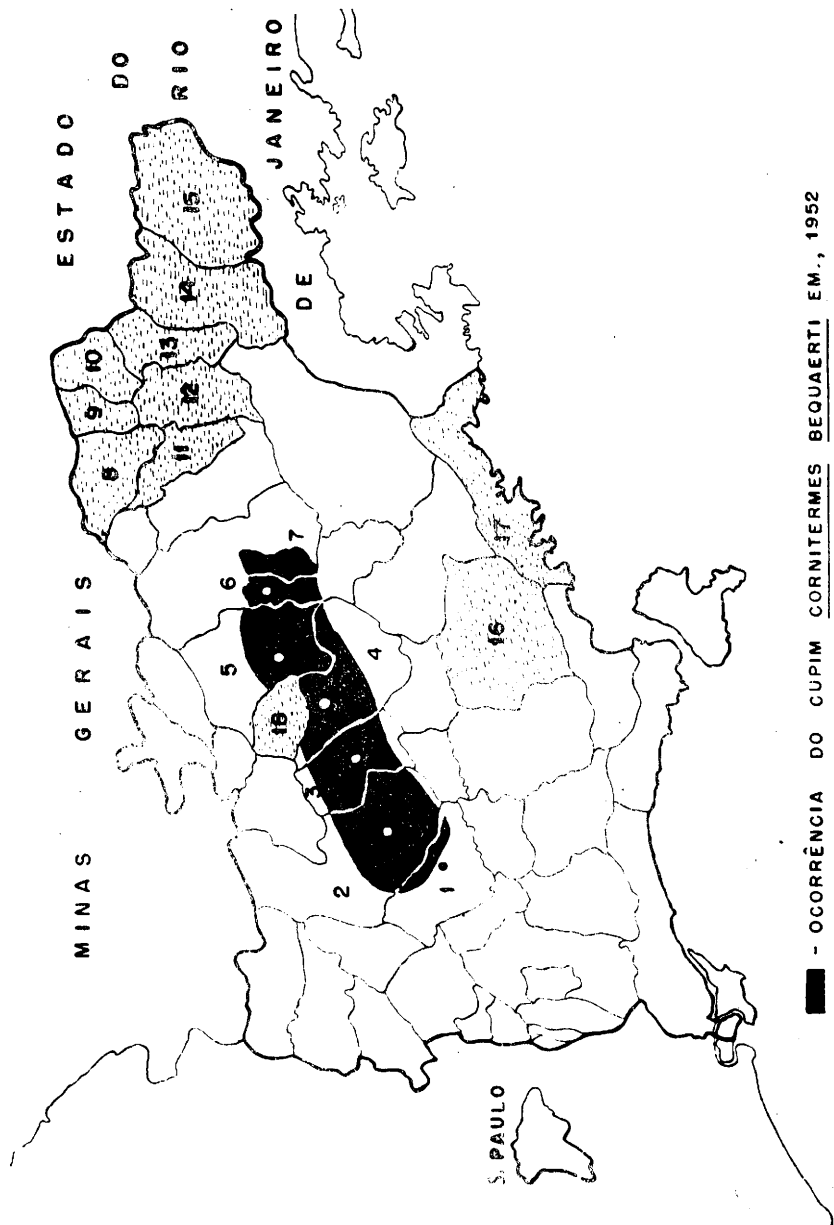 ESTADO
DO
RIO
DE
JANEIRO
MINAS GERAIS
S. PAULO
1
2
3
4
5
6
7
8
9
10
11
12
13
14
15
16
17
18
- OCORRÊNCIA DO CUPIM CORNITERMES BEQUAERTI EM., 1952